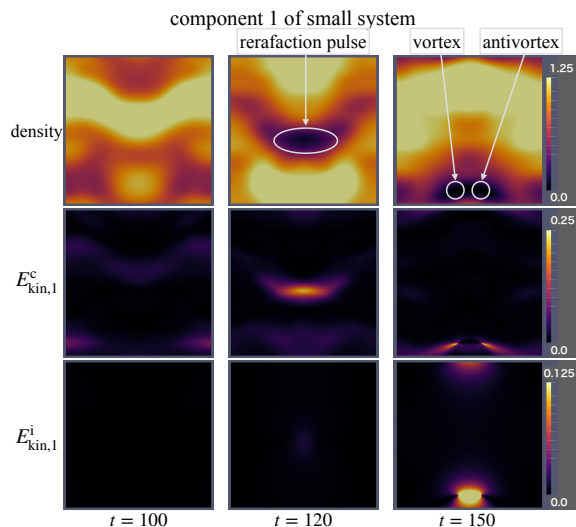 component 1 of small system
rerafaction pulse
vortex
antivortex
density
1.25
0.0
E^c_kin,1
0.25
0.0
E^i_kin,1
0.125
0.0
t = 100
t = 120
t = 150